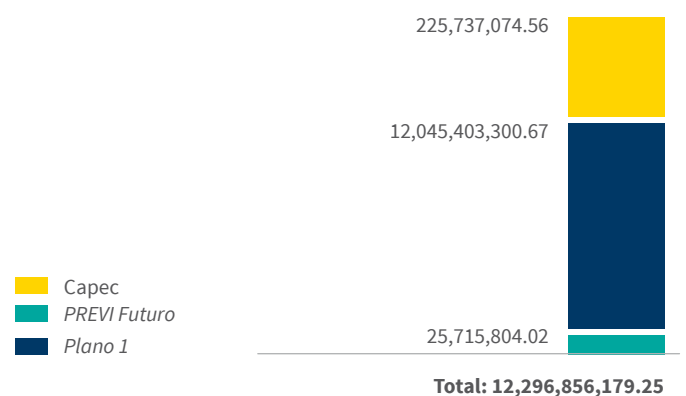 225,737,074.56
12,045,403,300.67
25,715,804.02
Total: 12,296,856,179.25
Capec
PREVI Futuro
Plano 1